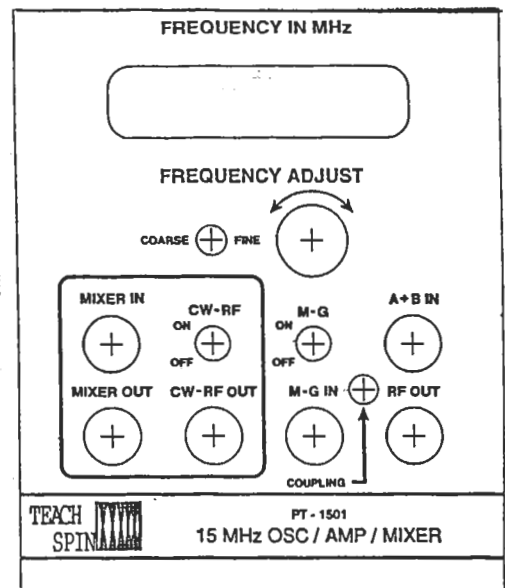 FREQUENCY IN MHz
FREQUENCY ADJUST
COARSE FINE
MIXER IN CW-RF M-G A+B IN
ON ON
OFF OFF
MIXER OUT CW-RF OUT M-G IN RF OUT
COUPLING
TEACH SPIN
PT - 1501
15 MHz OSC / AMP / MIXER